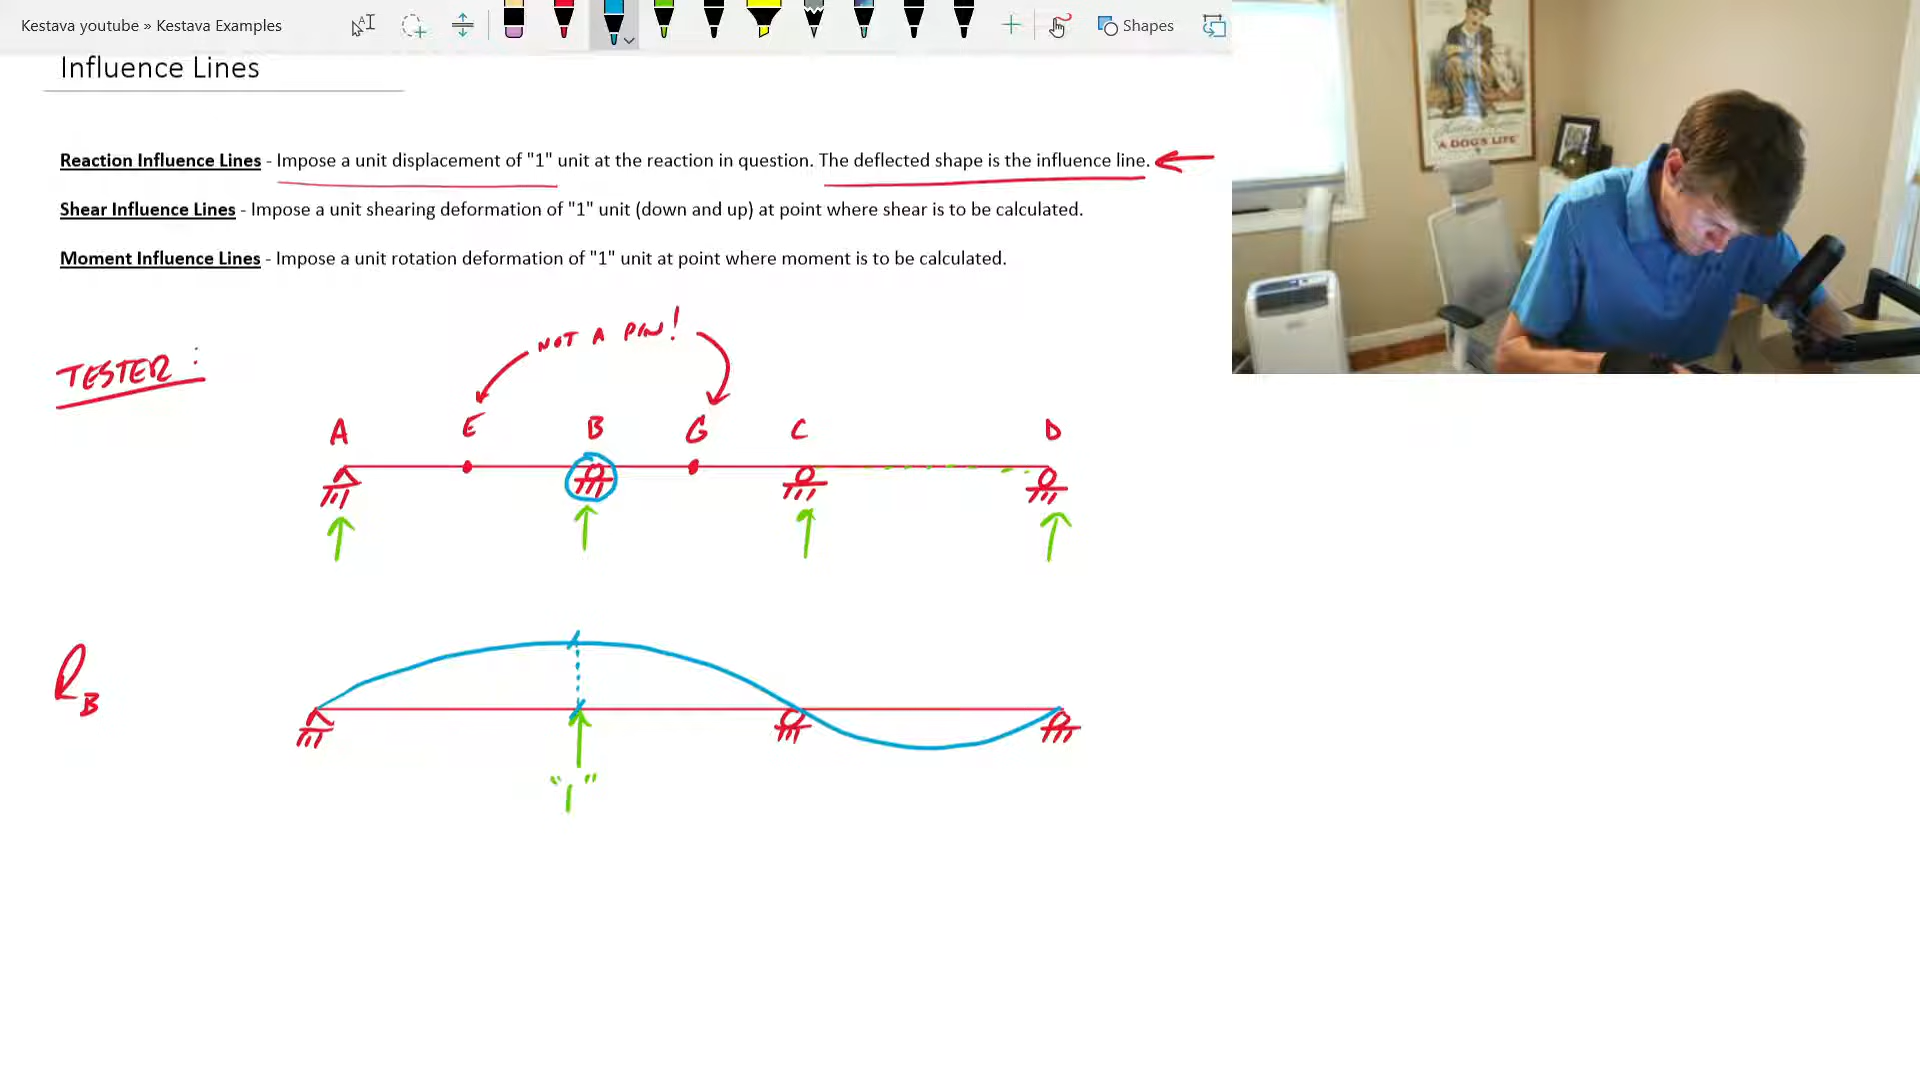 Kestava youtube » Kestava Examples
Shapes
Influence Lines
Reaction Influence Lines - Impose a unit displacement of "1" unit at the reaction in question. The deflected shape is the influence line.
Shear Influence Lines - Impose a unit shearing deformation of "1" unit (down and up) at point where shear is to be calculated.
Moment Influence Lines - Impose a unit rotation deformation of "1" unit at point where moment is to be calculated.
NOT A PIN!
TESTER:
A E B G C D
R_B
"1"
"A DOGS LIFE"